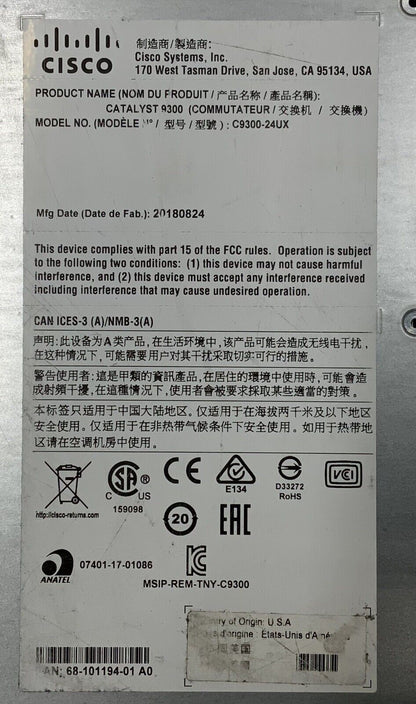 制造商/製造商:
CISCO
Cisco Systems, Inc.
170 West Tasman Drive, San Jose, CA 95134, USA
PRODUCT NAME (NOM DU PRODUIT / 产品名称 / 產品名稱):
CATALYST 9300 (COMMUTATEUR / 交换机 / 交換機)
MODEL NO. (MODÈLE Nº / 型号 / 型號) : C9300-24UX
Mfg Date (Date de Fab.): 20180824
This device complies with part 15 of the FCC rules. Operation is subject
to the following two conditions: (1) this device may not cause harmful
interference, and (2) this device must accept any interference received
including interference that may cause undesired operation.
CAN ICES-3 (A)/NMB-3(A)
声明: 此设备为A类产品, 在生活环境中, 该产品可能会造成无线电干扰,
在这种情况下, 可能需要用户对其干扰采取切实可行的措施。
警告使用者: 這是甲類的資訊產品, 在居住的環境中使用時, 可能會造
成射頻干擾, 在這種情況下, 使用者會被要求採取某些適當的對策。
本标签只适用于中国大陆地区。仅适用于在海拔两千米及以下地区
安全使用。仅适用于在非热带气候条件下安全使用。如用于热带地
区请在空调机房中使用。
http://cisco-returns.com
C SA US
159098
CE
E134
D33272
RoHS
VCI
20
EAC
ANATEL
07401-17-01086
MSIP-REM-TNY-C9300
Country of Origin: U.S.A
d'origine : États-Unis d'Amé
美国
美國
AN: 68-101194-01 A0